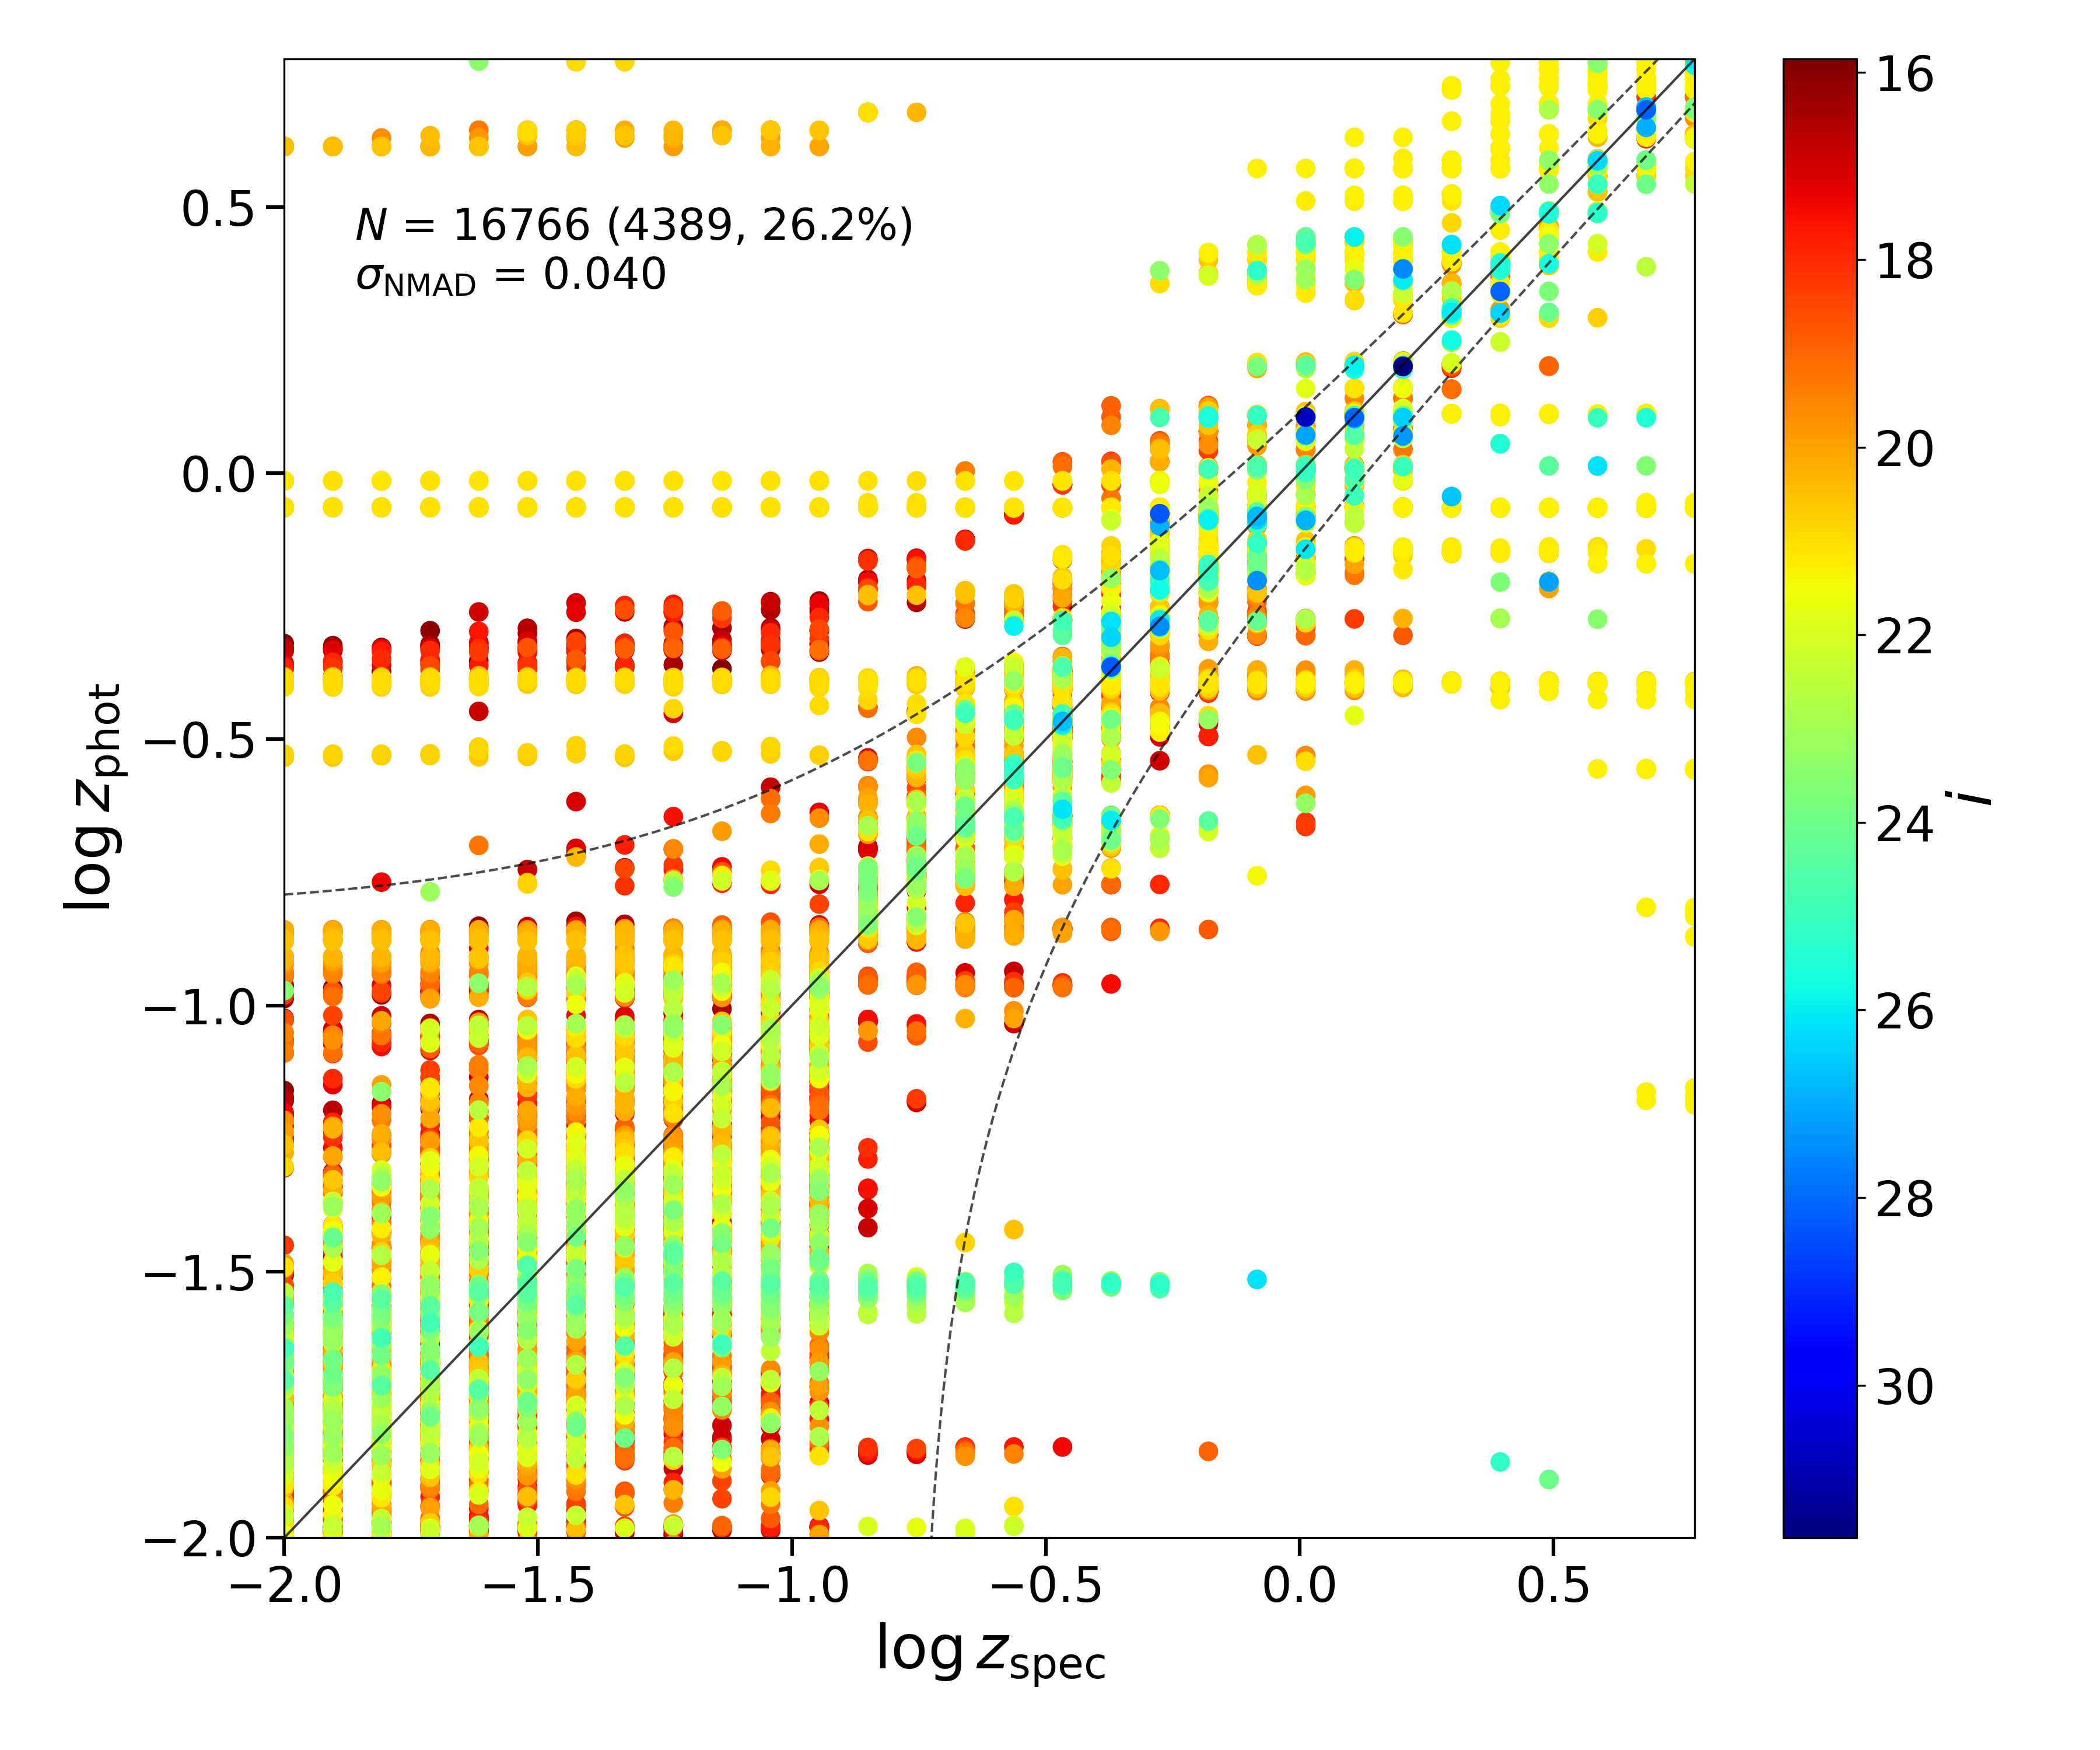 N = 16766 (4389, 26.2%)
σNMAD = 0.040
0.5
0.0
−0.5
−1.0
−1.5
−2.0
log zphot
−2.0 −1.5 −1.0 −0.5 0.0 0.5
log zspec
16
18
20
22
24
26
28
30
i